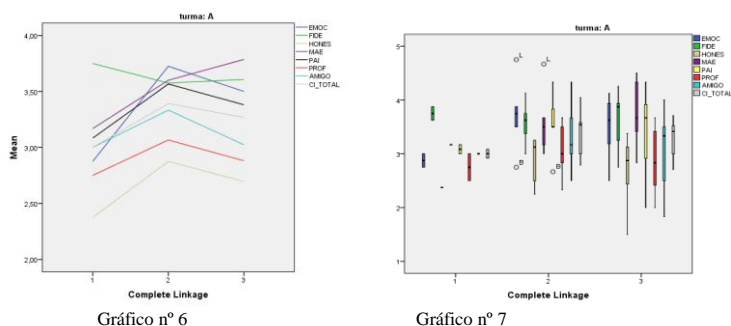 turma: A
EMOC
FIDE
HONES
MAE
PAI
PROF
AMIGO
CI_TOTAL
4,00
3,50
3,00
2,50
2,00
Mean
1 2 3
Complete Linkage
Gráfico nº 6
turma: A
EMOC
FIDE
HONES
MAE
PAI
PROF
AMIGO
CI_TOTAL
5
4
3
2
1
L
L
B
B
1 2 3
Complete Linkage
Gráfico nº 7